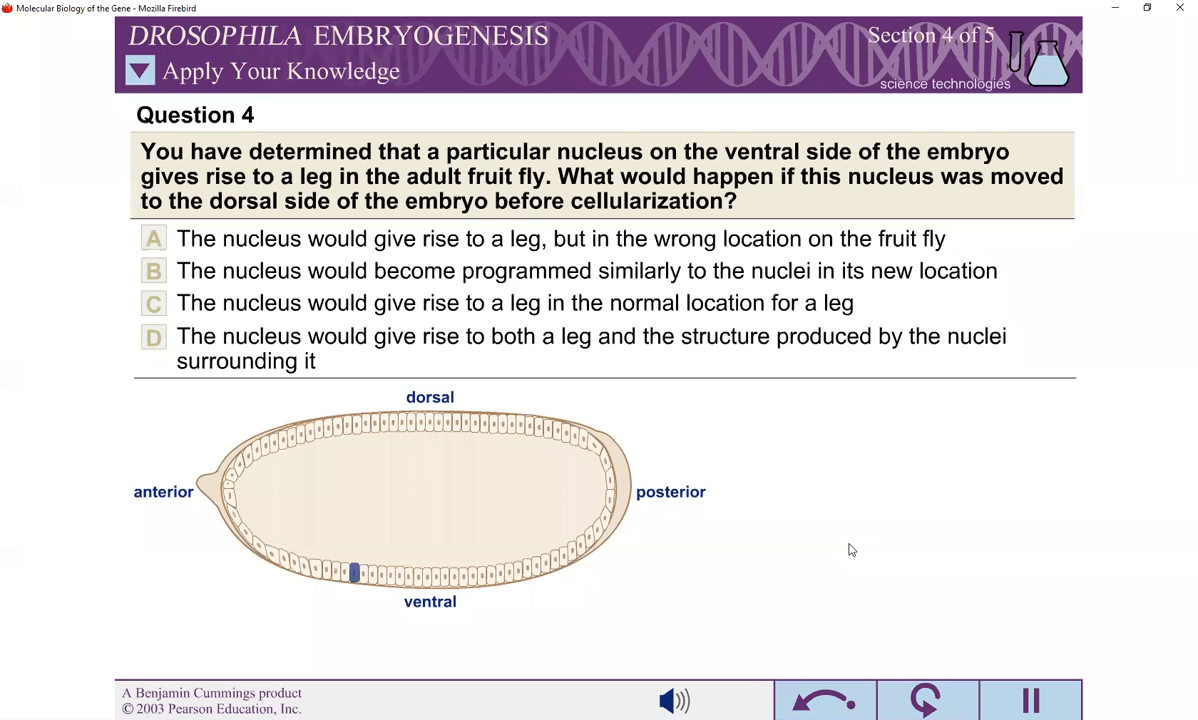 Molecular Biology of the Gene - Mozilla Firebird
DROSOPHILA EMBRYOGENESIS
Section 4 of 5
Apply Your Knowledge
science technologies
Question 4
You have determined that a particular nucleus on the ventral side of the embryo
gives rise to a leg in the adult fruit fly. What would happen if this nucleus was moved
to the dorsal side of the embryo before cellularization?
A The nucleus would give rise to a leg, but in the wrong location on the fruit fly
B The nucleus would become programmed similarly to the nuclei in its new location
C The nucleus would give rise to a leg in the normal location for a leg
D The nucleus would give rise to both a leg and the structure produced by the nuclei
surrounding it
dorsal
anterior
posterior
ventral
A Benjamin Cummings product
© 2003 Pearson Education, Inc.